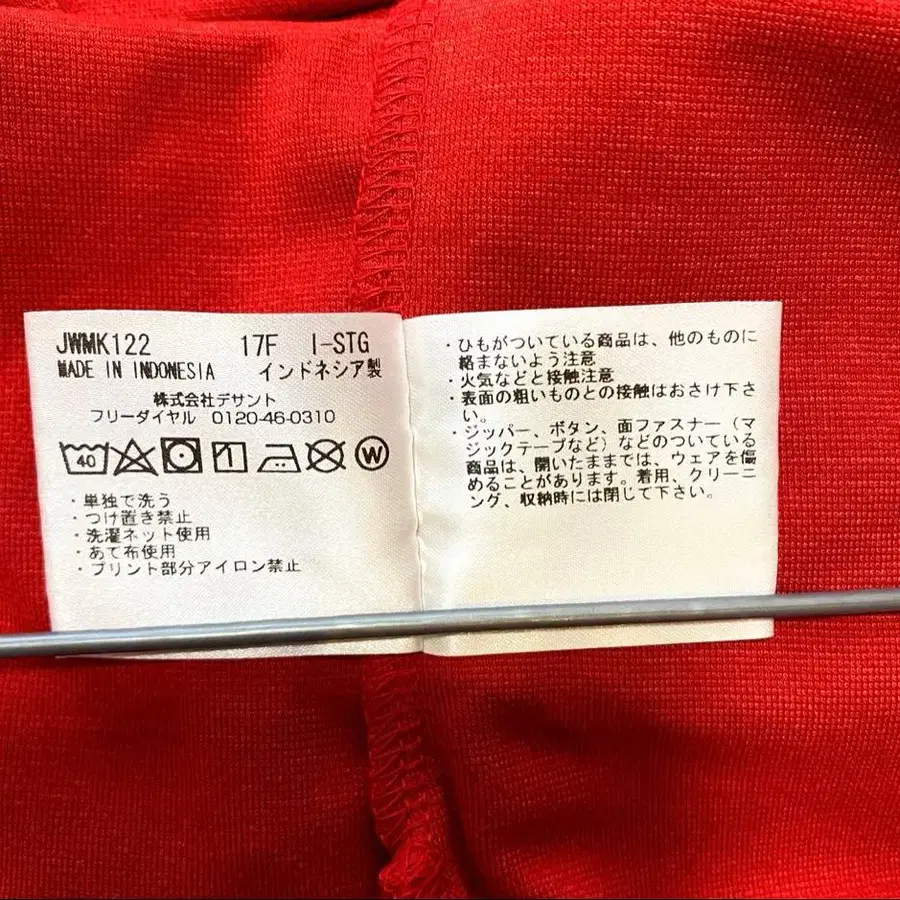 JWMK122 17F I-STG
MADE IN INDONESIA インドネシア製
株式会社デサント
フリーダイヤル 0120-46-0310
40 W
・単独で洗う
・つけ置き禁止
・洗濯ネット使用
・あて布使用
・プリント部分アイロン禁止
・ひもがついている商品は、他のものに
絡まないよう注意
・火気などと接触注意
・表面の粗いものとの接触はおさけ下さ
い。
・ジッパー、ボタン、面ファスナー（マ
ジックテープなど）などのついている
商品は、開いたままでは、ウェアを傷
めることがあります。着用、クリーニ
ング、収納時には閉じて下さい。